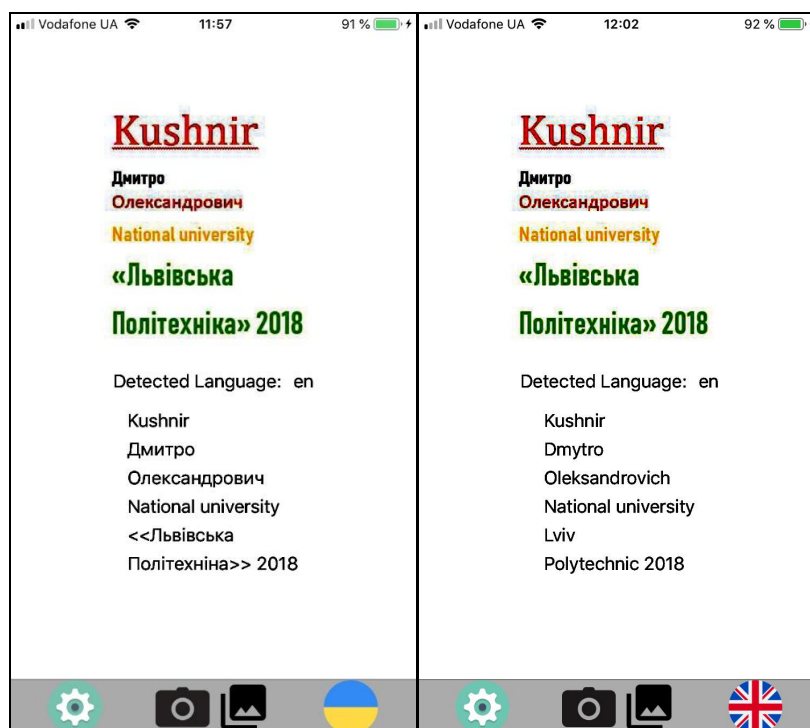 Vodafone UA 11:57 91 %
Kushnir
Дмитро
Олександрович
National university
«Львівська
Політехніка» 2018
Detected Language: en
Kushnir
Дмитро
Олександрович
National university
<<Львівська
Політехніна>> 2018
Vodafone UA 12:02 92 %
Kushnir
Дмитро
Олександрович
National university
«Львівська
Політехніка» 2018
Detected Language: en
Kushnir
Dmytro
Oleksandrovich
National university
Lviv
Polytechnic 2018